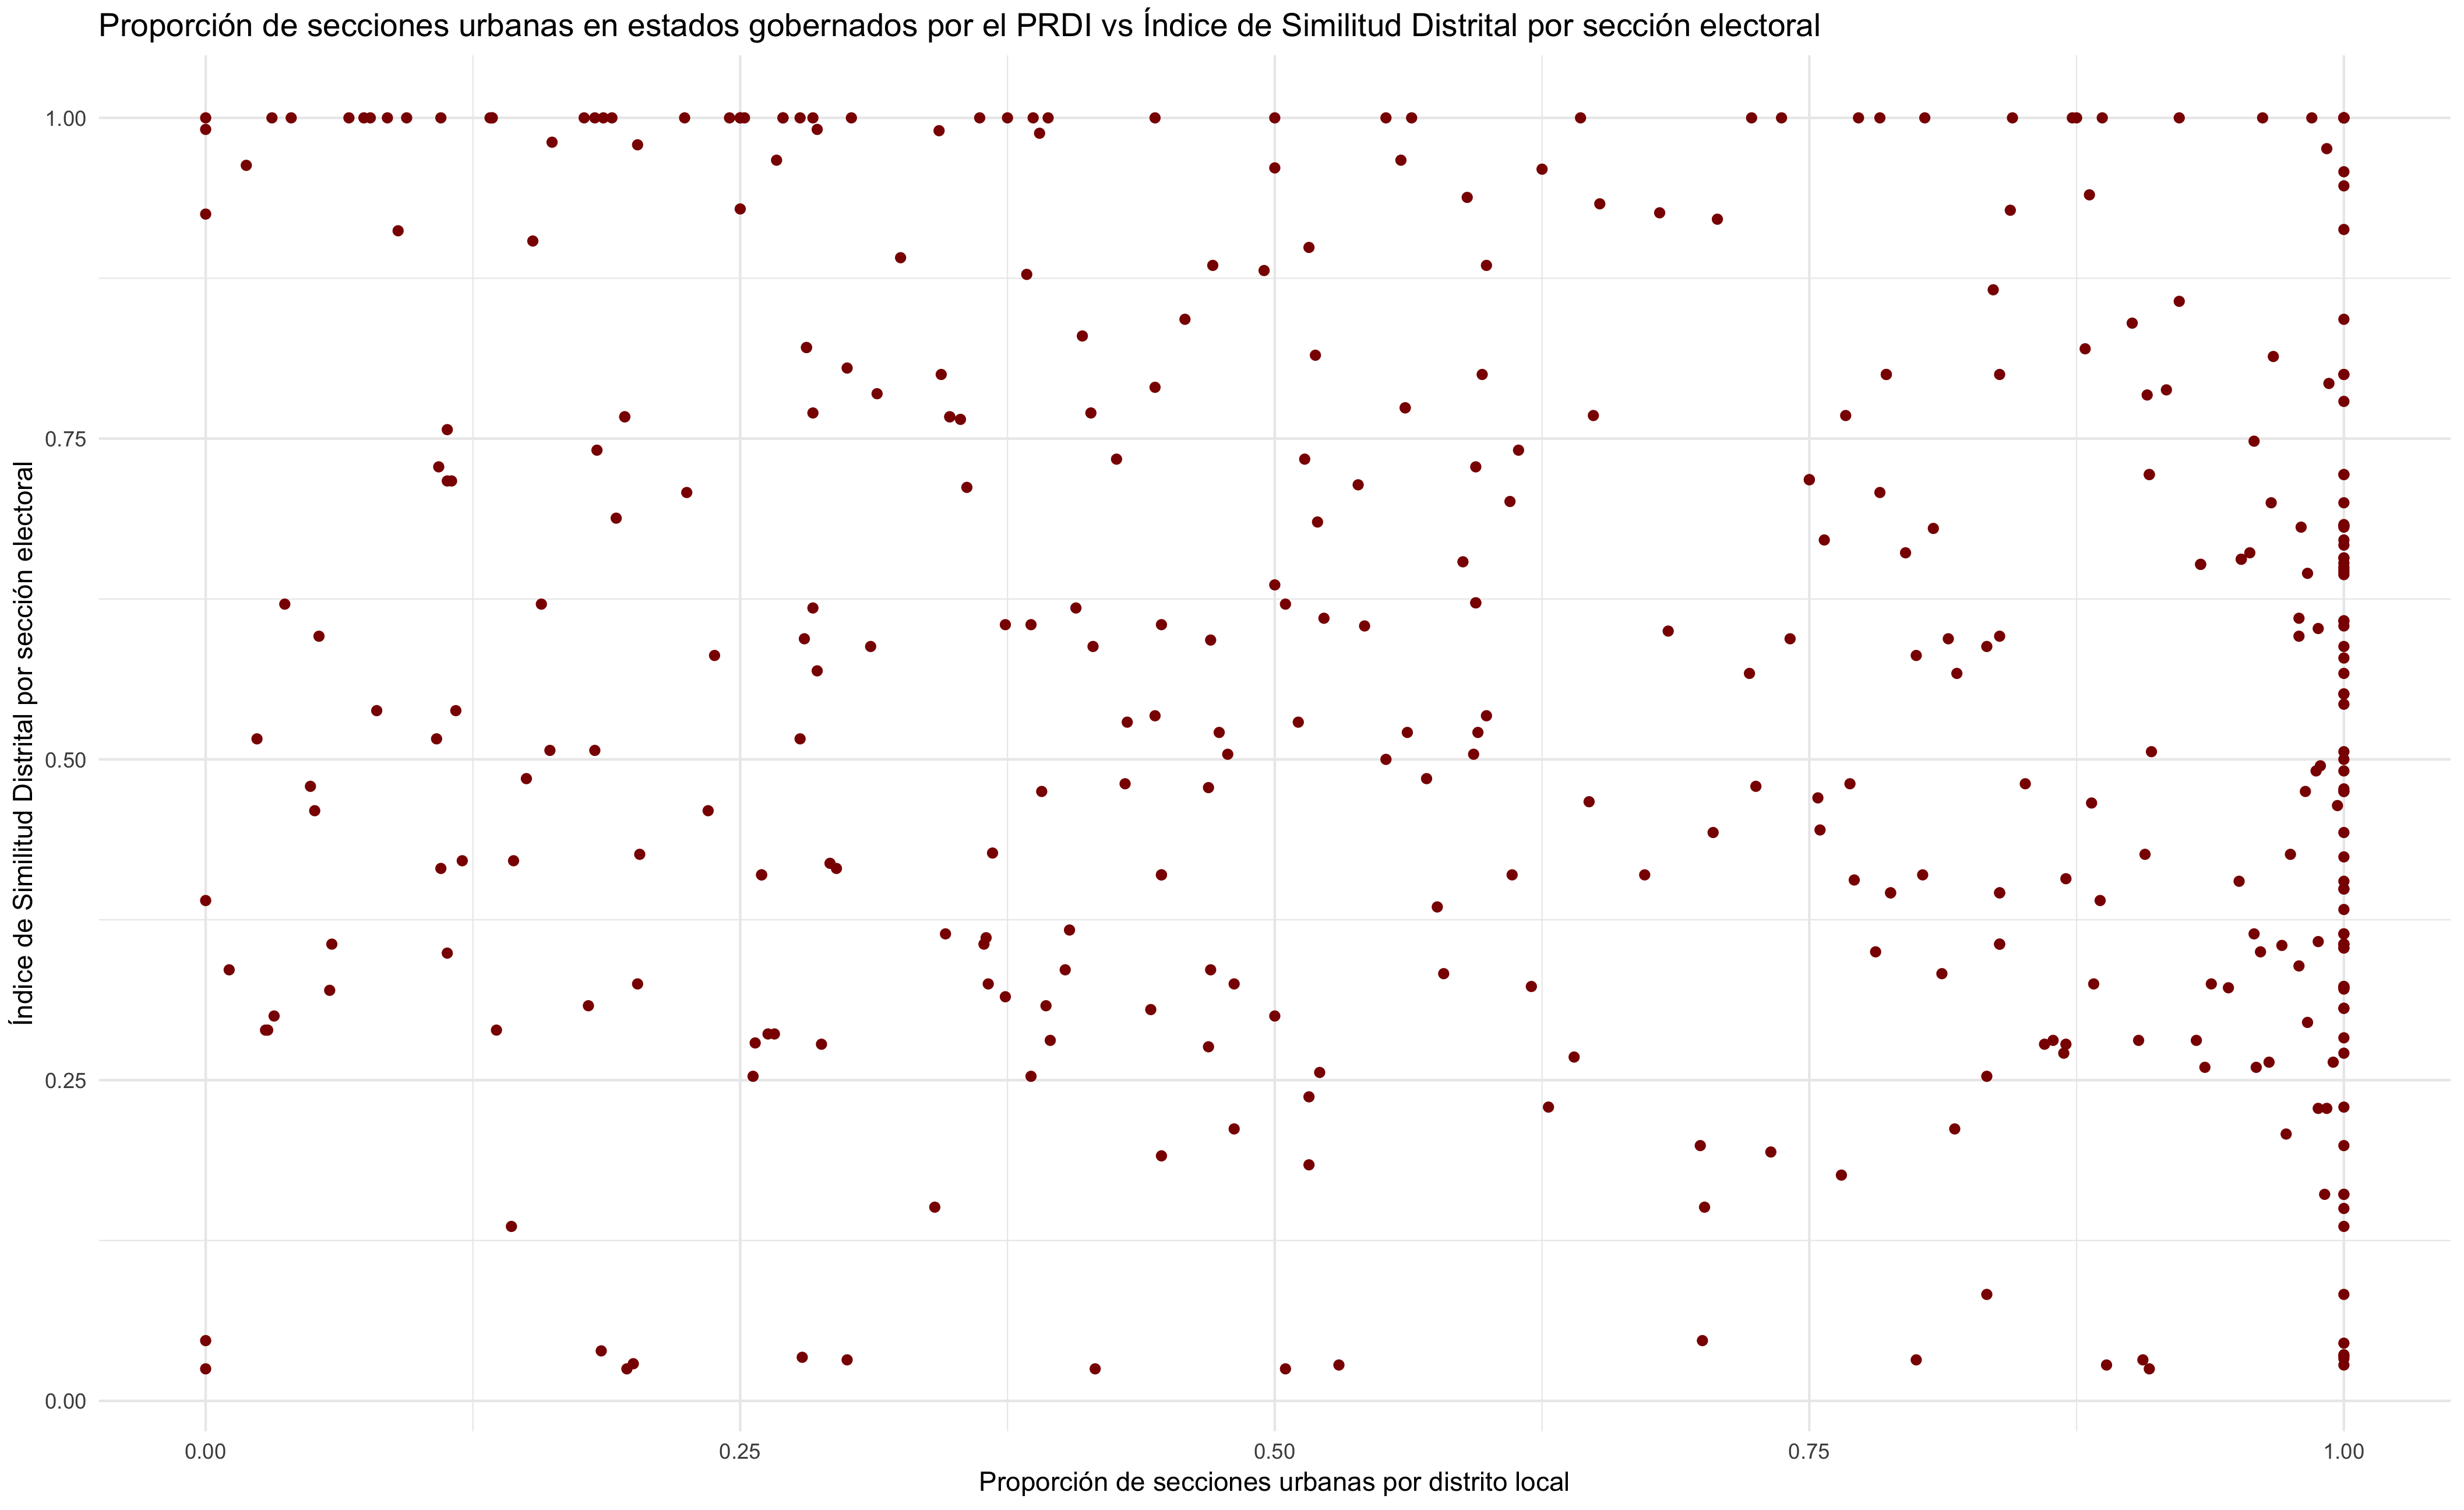 Proporción de secciones urbanas en estados gobernados por el PRDI vs Índice de Similitud Distrital por sección electoral
Índice de Similitud Distrital por sección electoral
1.00
0.75
0.50
0.25
0.00
0.00 0.25 0.50 0.75 1.00
Proporción de secciones urbanas por distrito local